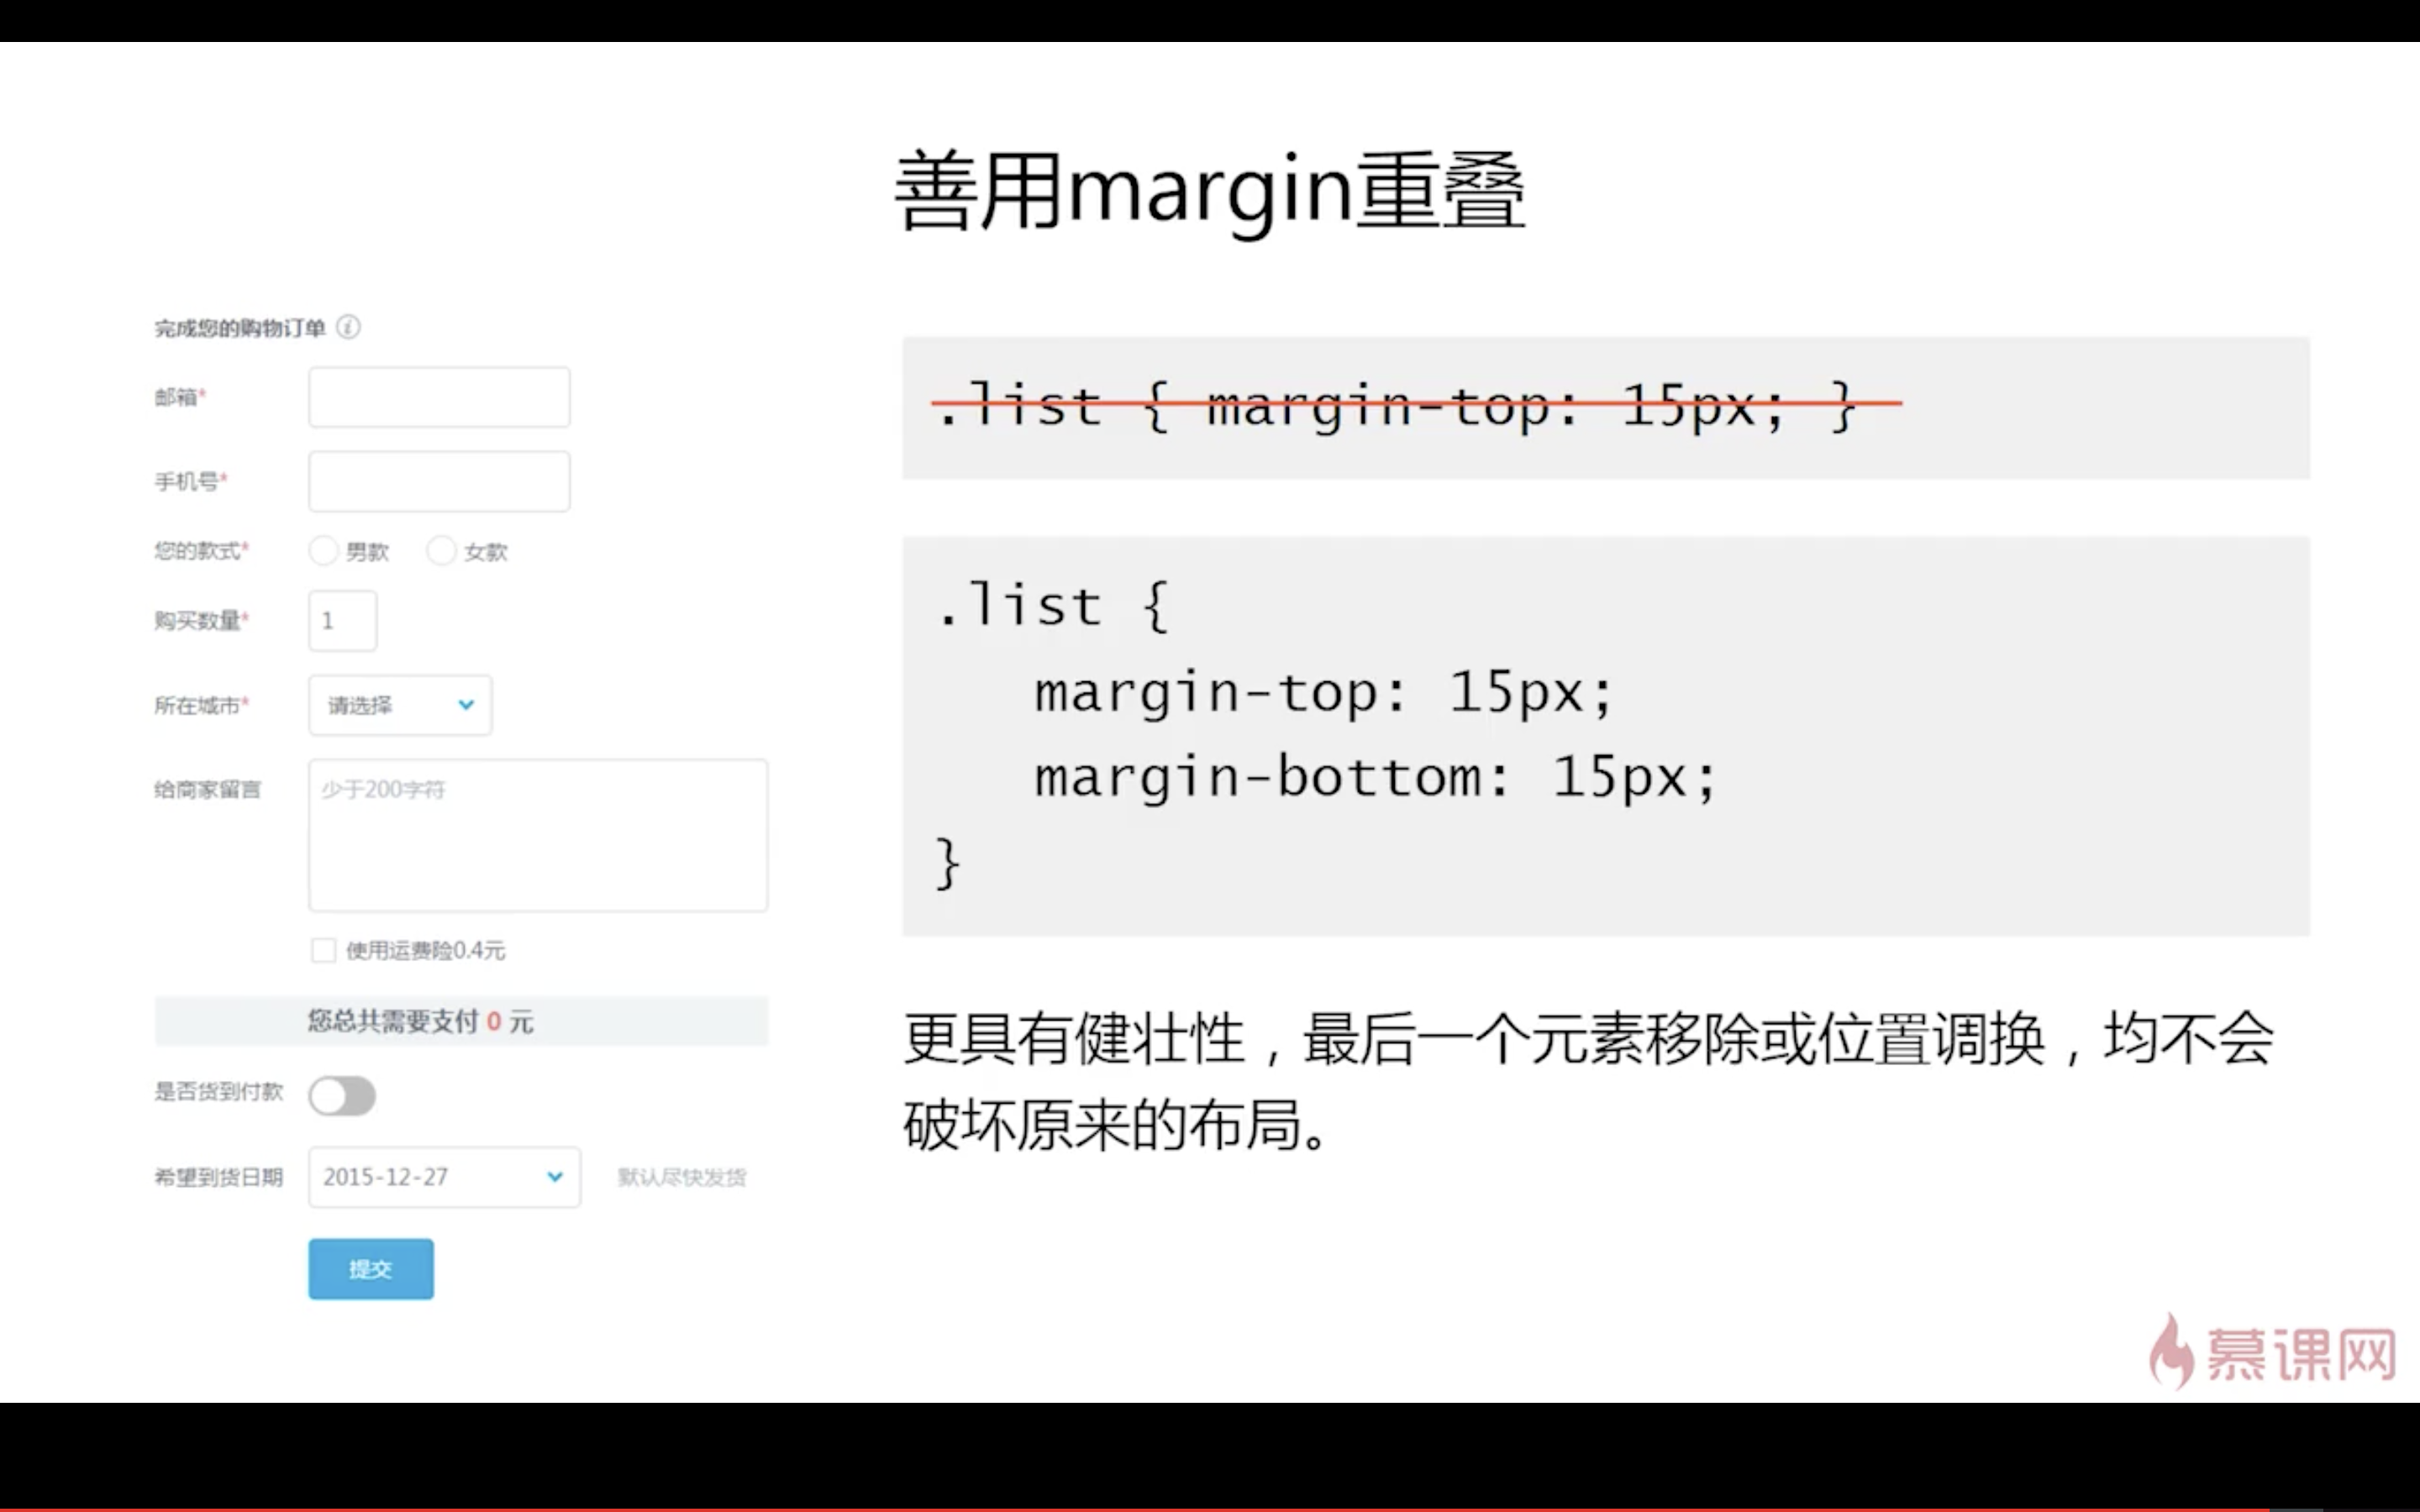 善用margin重叠
完成您的购物订单
邮箱*
手机号*
您的款式* 男款 女款
购买数量* 1
所在城市* 请选择
给商家留言 少于200字符
使用运费险0.4元
您总共需要支付 0 元
是否货到付款
希望到货日期 2015-12-27 默认尽快发货
提交
.list { margin-top: 15px; }
.list {
margin-top: 15px;
margin-bottom: 15px;
}
更具有健壮性，最后一个元素移除或位置调换，均不会
破坏原来的布局。
慕课网